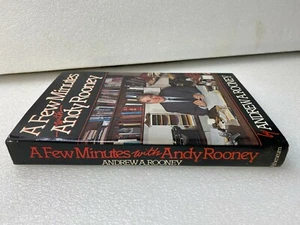 A Few Minutes
with
Andy Rooney
ANDREW A. ROONEY
A Few Minutes with Andy Rooney
ANDREW A. ROONEY